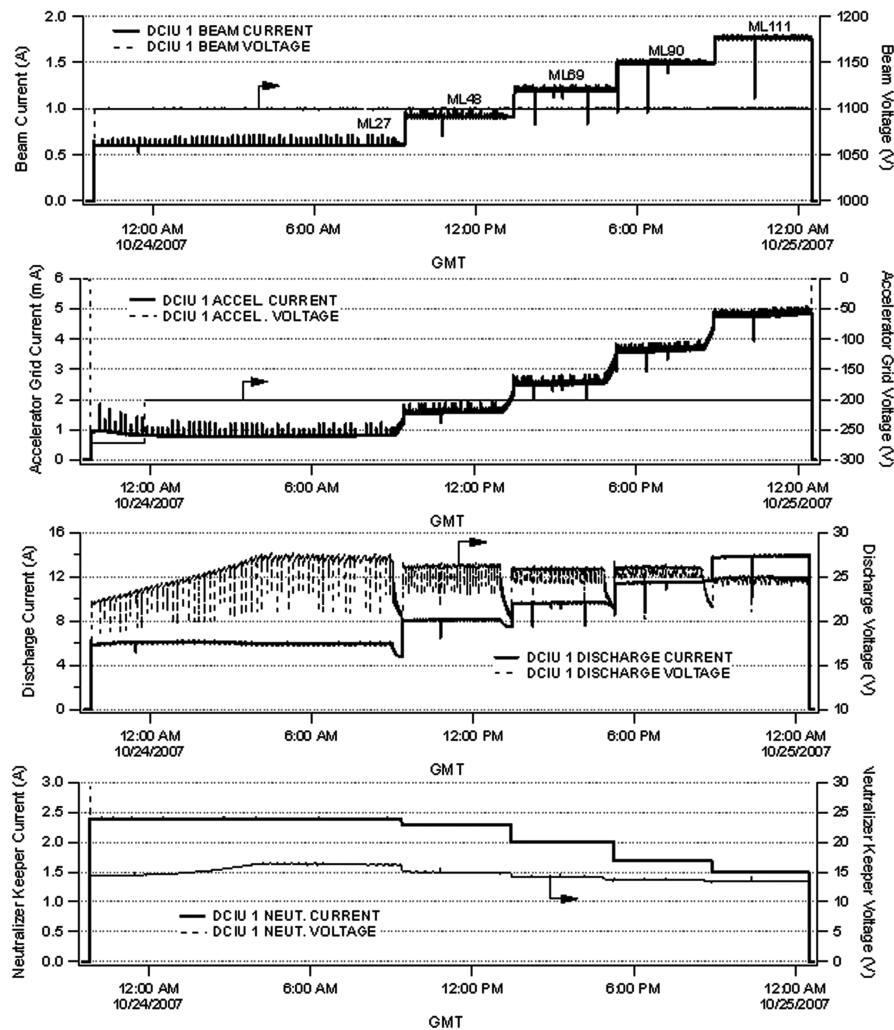 2.0
1.5
1.0
0.5
0.0
Beam Current (A)
DCIU 1 BEAM CURRENT
DCIU 1 BEAM VOLTAGE
ML27
ML48
ML69
ML90
ML111
1200
1150
1100
1050
1000
Beam Voltage (V)
12:00 AM
10/24/2007
6:00 AM
12:00 PM
6:00 PM
12:00 AM
10/25/2007
GMT
6
5
4
3
2
1
0
Accelerator Grid Current (mA)
DCIU 1 ACCEL. CURRENT
DCIU 1 ACCEL. VOLTAGE
0
-50
-100
-150
-200
-250
-300
Accelerator Grid Voltage (V)
12:00 AM
10/24/2007
6:00 AM
12:00 PM
6:00 PM
12:00 AM
10/25/2007
GMT
16
12
8
4
0
Discharge Current (A)
DCIU 1 DISCHARGE CURRENT
DCIU 1 DISCHARGE VOLTAGE
30
25
20
15
10
Discharge Voltage (V)
12:00 AM
10/24/2007
6:00 AM
12:00 PM
6:00 PM
12:00 AM
10/25/2007
GMT
3.0
2.5
2.0
1.5
1.0
0.5
0.0
Neutralizer Keeper Current (A)
DCIU 1 NEUT. CURRENT
DCIU 1 NEUT. VOLTAGE
30
25
20
15
10
5
0
Neutralizer Keeper Voltage (V)
12:00 AM
10/24/2007
6:00 AM
12:00 PM
6:00 PM
12:00 AM
10/25/2007
GMT